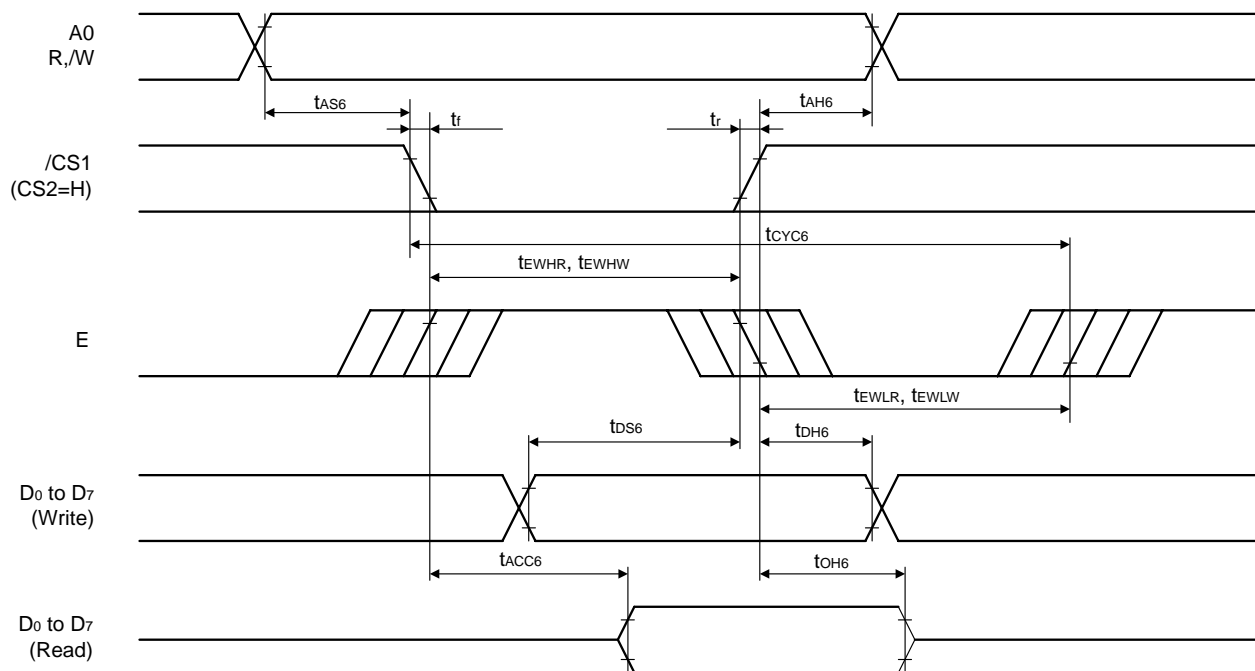 A0
R,/W
tAS6
tAH6
tf
tr
/CS1
(CS2=H)
tCYC6
tEWHR, tEWHW
E
tEWLR, tEWLW
tDS6
tDH6
D0 to D7
(Write)
tACC6
tOH6
D0 to D7
(Read)